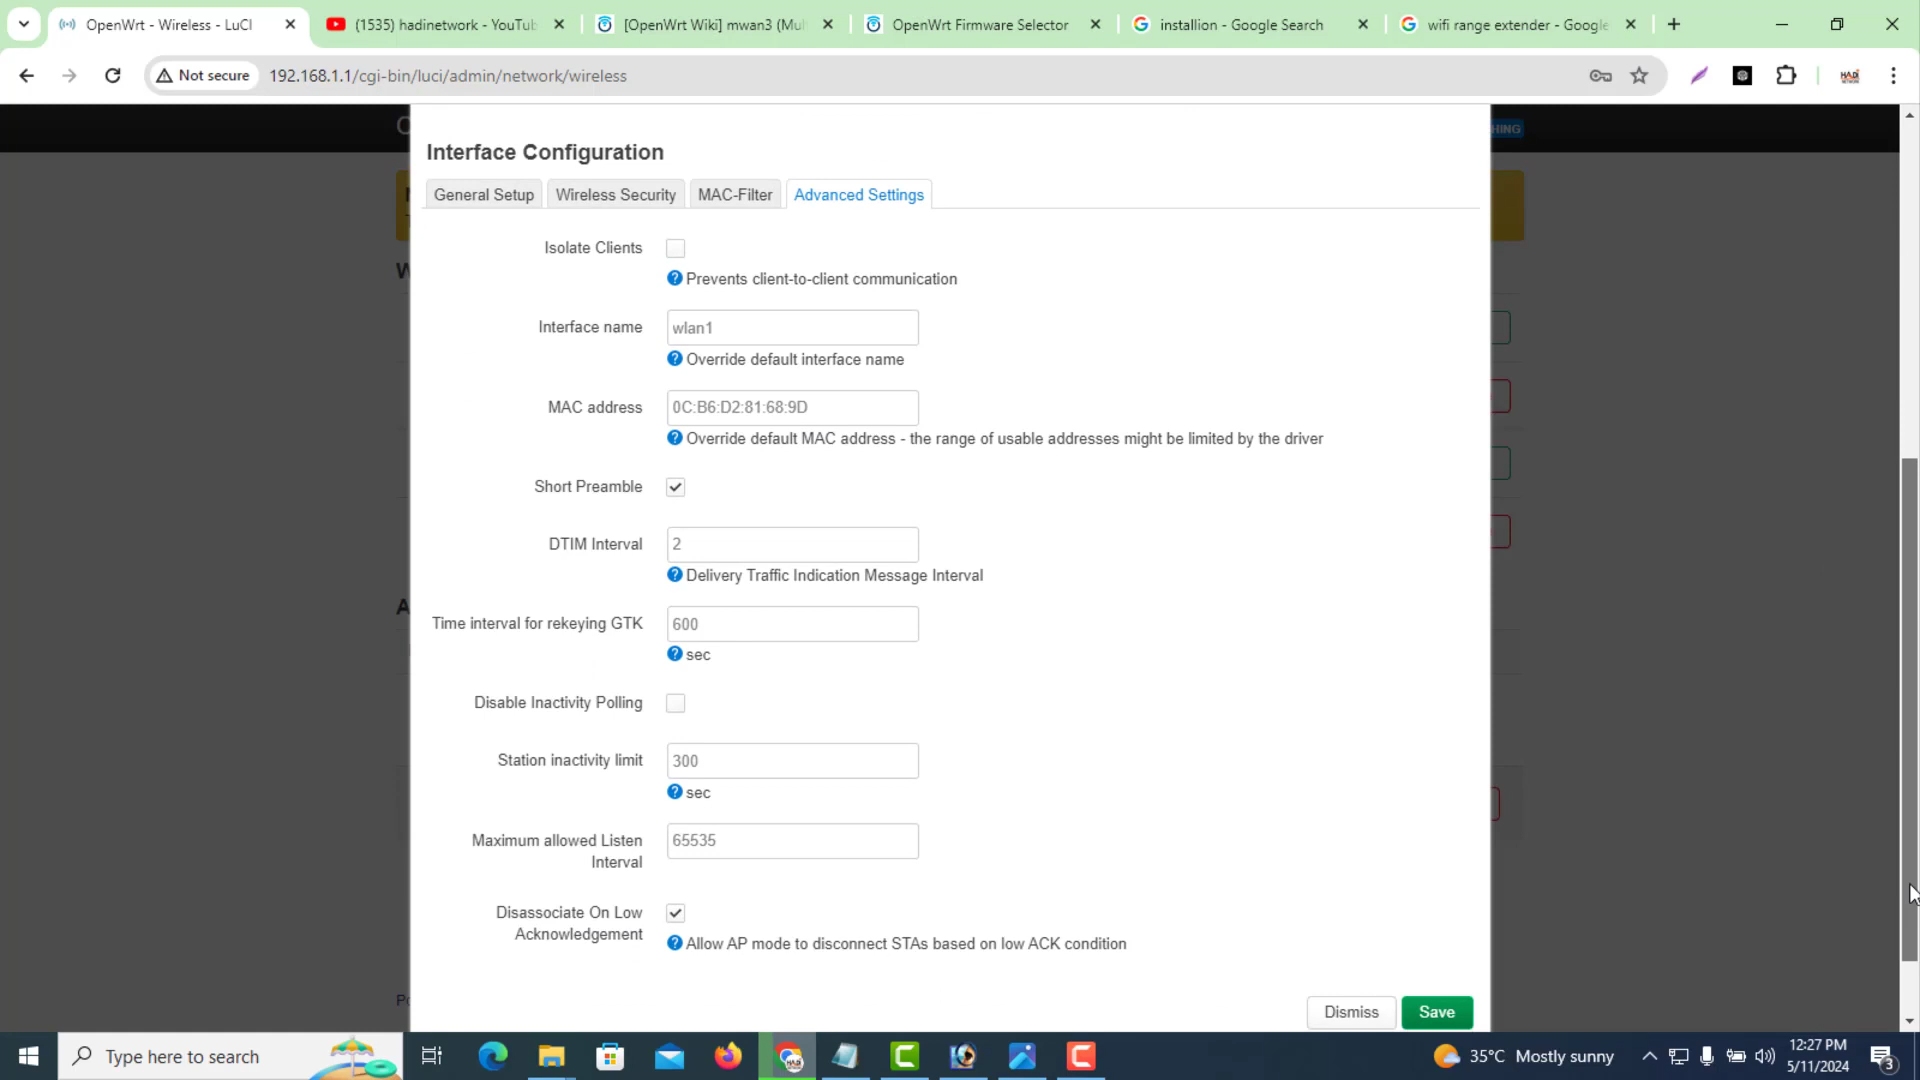 OpenWrt - Wireless - LuCI
(1535) hadinetwork - YouTub
[OpenWrt Wiki] mwan3 (Mul
OpenWrt Firmware Selector
installion - Google Search
wifi range extender - Google
Not secure
192.168.1.1/cgi-bin/luci/admin/network/wireless
HADI
HING
Interface Configuration
General Setup
Wireless Security
MAC-Filter
Advanced Settings
Isolate Clients
Prevents client-to-client communication
Interface name
wlan1
Override default interface name
MAC address
0C:B6:D2:81:68:9D
Override default MAC address - the range of usable addresses might be limited by the driver
Short Preamble
DTIM Interval
2
Delivery Traffic Indication Message Interval
Time interval for rekeying GTK
600
sec
Disable Inactivity Polling
Station inactivity limit
300
sec
Maximum allowed Listen
Interval
65535
Disassociate On Low
Acknowledgement
Allow AP mode to disconnect STAs based on low ACK condition
Dismiss
Save
Type here to search
35°C Mostly sunny
12:27 PM
5/11/2024
3